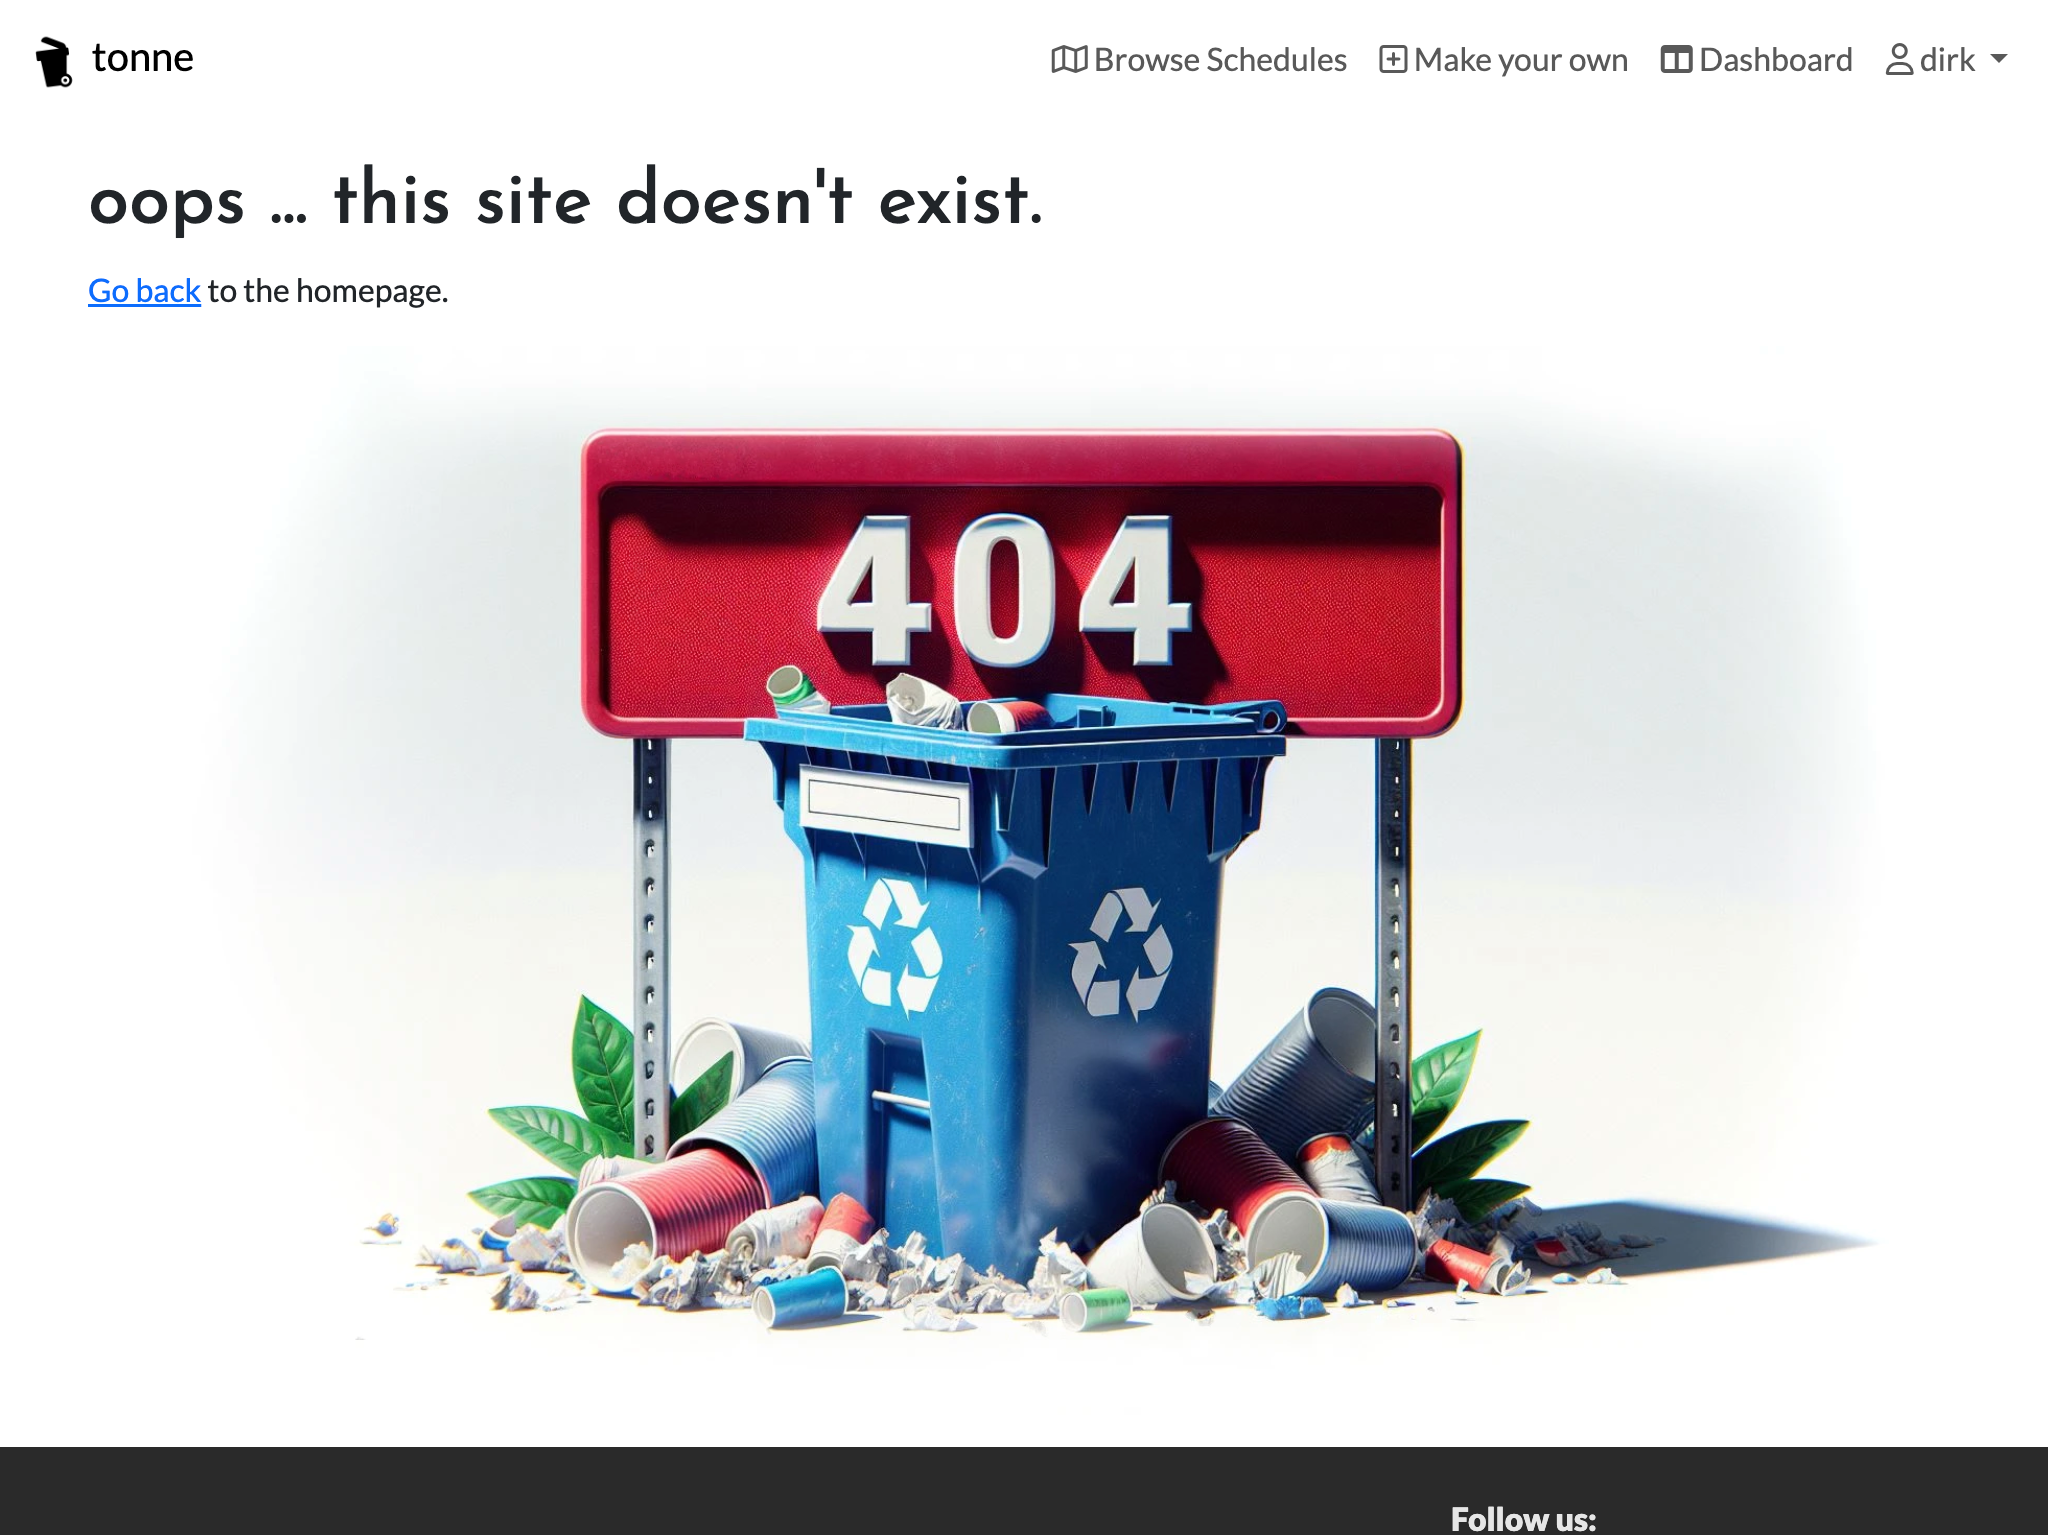 tonne
Browse Schedules
Make your own
Dashboard
dirk
oops ... this site doesn't exist.
Go back to the homepage.
404
Follow us: